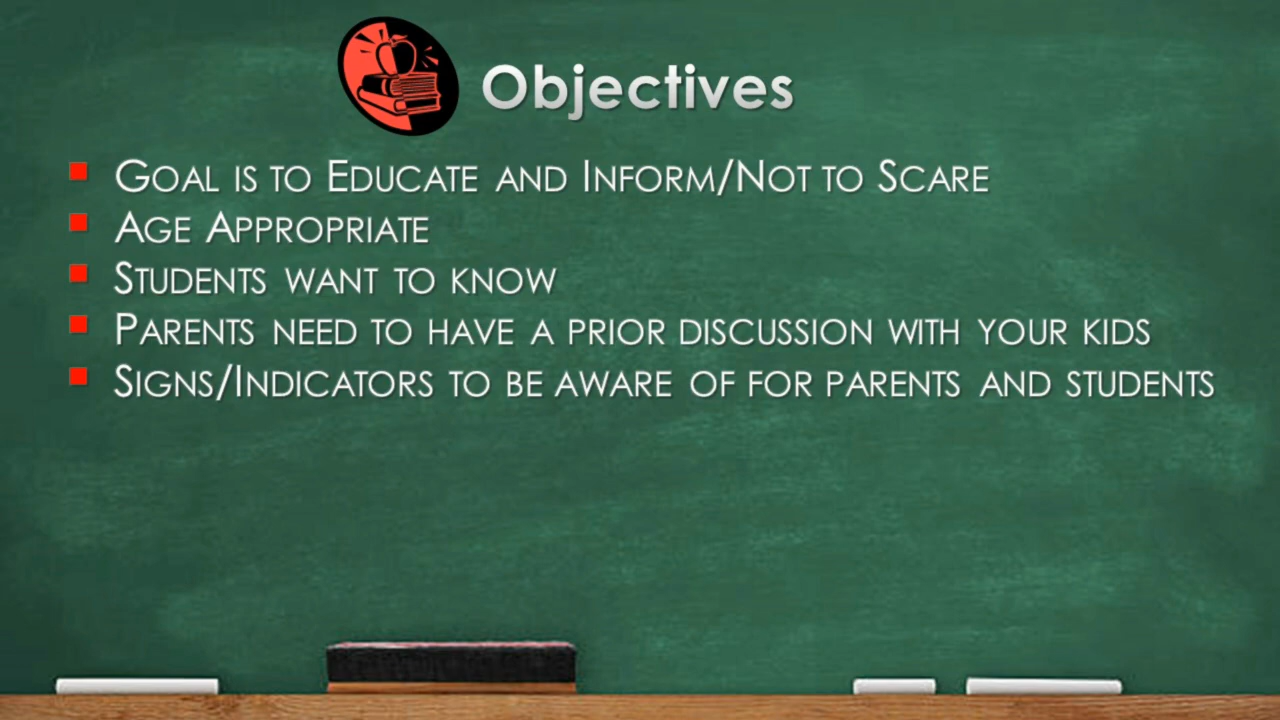 Objectives
Goal is to Educate and Inform/Not to Scare
Age Appropriate
Students want to know
Parents need to have a prior discussion with your kids
Signs/Indicators to be aware of for parents and students